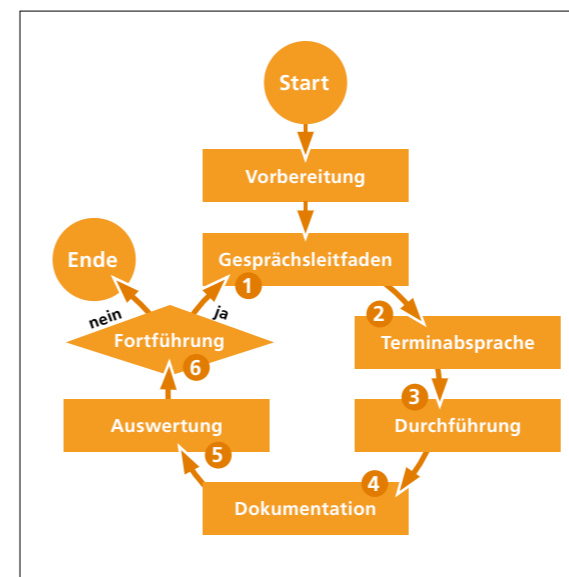 Start
Vorbereitung
Gesprächsleitfaden
1
2
Terminabsprache
3
Durchführung
4
Dokumentation
5
Auswertung
6
Fortführung
ja
nein
Ende